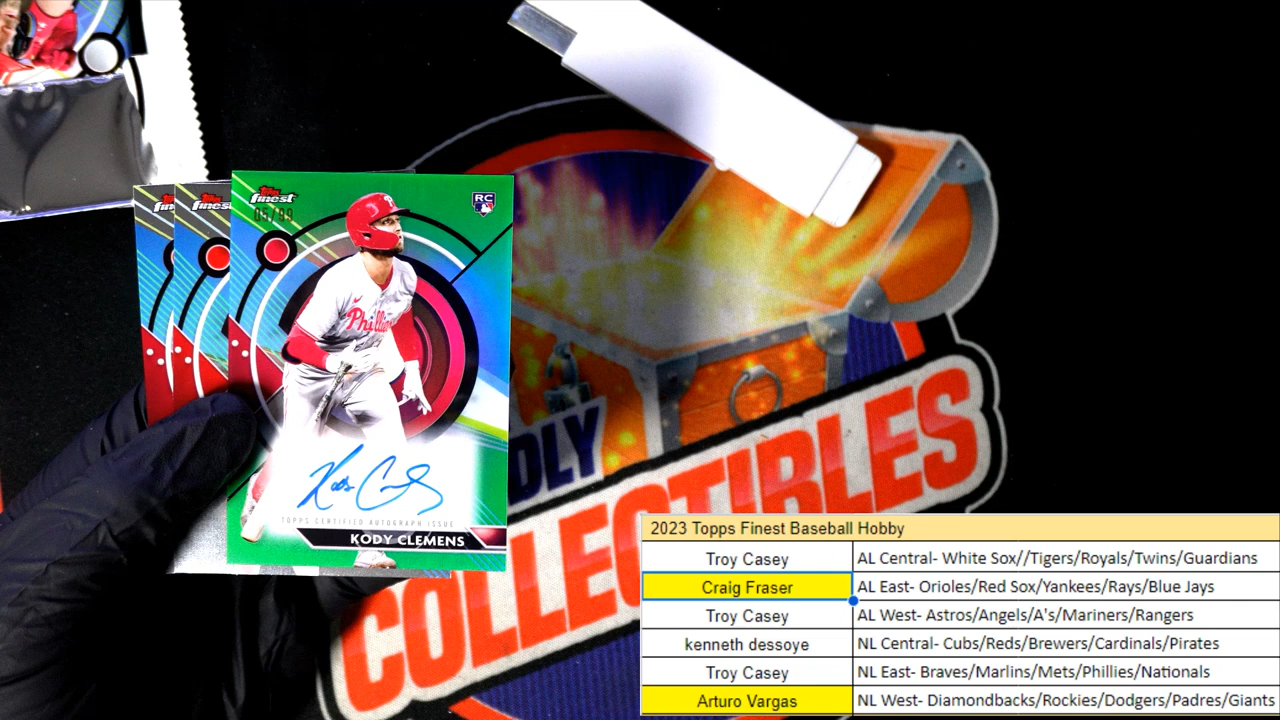 Topps finest
05/99
RC
Phillies
Kody Clemens
TOPPS CERTIFIED AUTOGRAPH ISSUE
KODY CLEMENS
DLY
COLLECTIBLES
2023 Topps Finest Baseball Hobby
Troy Casey AL Central- White Sox//Tigers/Royals/Twins/Guardians
Craig Fraser AL East- Orioles/Red Sox/Yankees/Rays/Blue Jays
Troy Casey AL West- Astros/Angels/A's/Mariners/Rangers
kenneth dessoye NL Central- Cubs/Reds/Brewers/Cardinals/Pirates
Troy Casey NL East- Braves/Marlins/Mets/Phillies/Nationals
Arturo Vargas NL West- Diamondbacks/Rockies/Dodgers/Padres/Giants